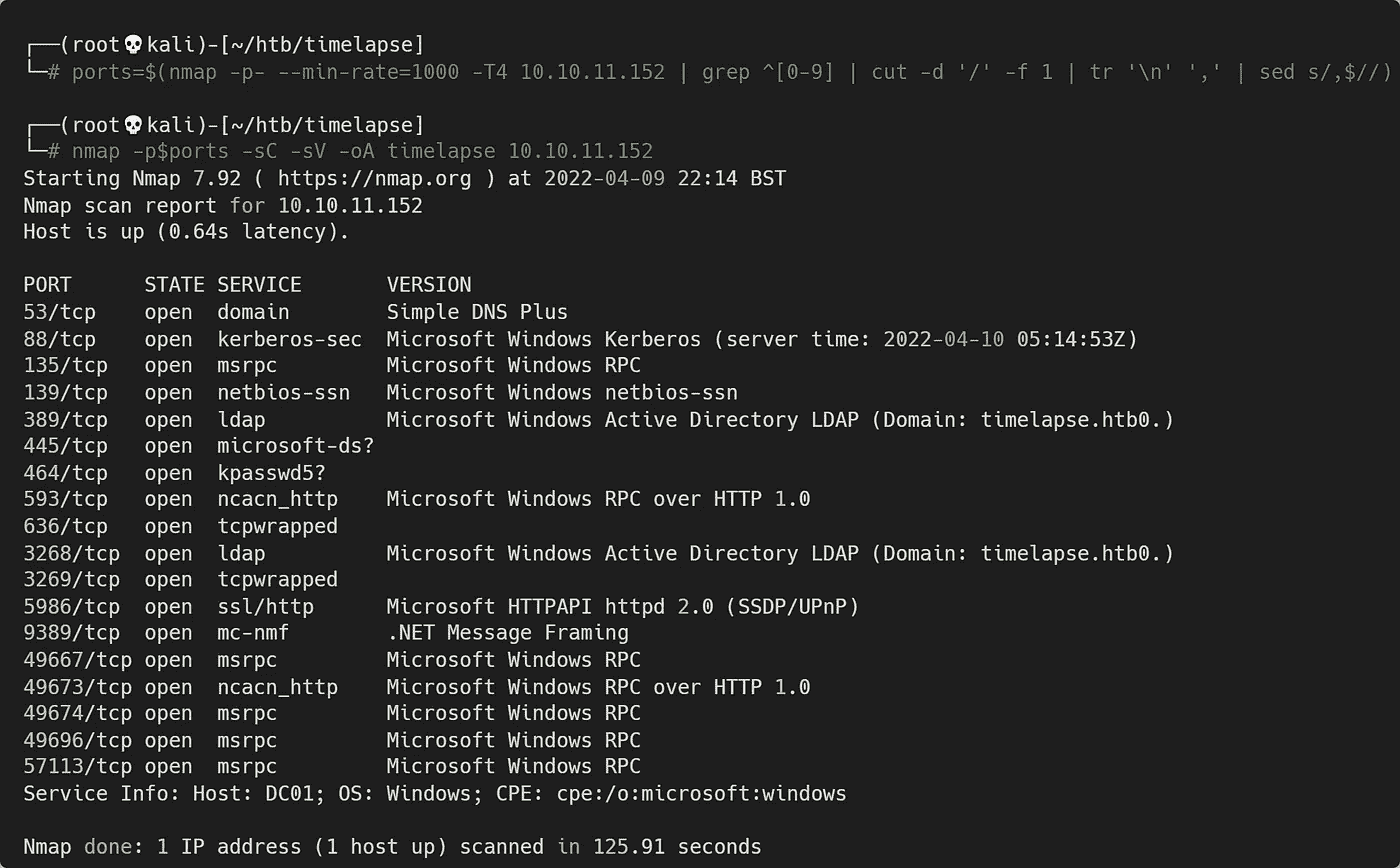 ┌──(root💀kali)-[~/htb/timelapse]
└─# ports=$(nmap -p- --min-rate=1000 -T4 10.10.11.152 | grep ^[0-9] | cut -d '/' -f 1 | tr '\n' ',' | sed s/,$//)
┌──(root💀kali)-[~/htb/timelapse]
└─# nmap -p$ports -sC -sV -oA timelapse 10.10.11.152
Starting Nmap 7.92 ( https://nmap.org ) at 2022-04-09 22:14 BST
Nmap scan report for 10.10.11.152
Host is up (0.64s latency).
PORT      STATE SERVICE       VERSION
53/tcp    open  domain        Simple DNS Plus
88/tcp    open  kerberos-sec  Microsoft Windows Kerberos (server time: 2022-04-10 05:14:53Z)
135/tcp   open  msrpc         Microsoft Windows RPC
139/tcp   open  netbios-ssn   Microsoft Windows netbios-ssn
389/tcp   open  ldap          Microsoft Windows Active Directory LDAP (Domain: timelapse.htb0.)
445/tcp   open  microsoft-ds?
464/tcp   open  kpasswd5?
593/tcp   open  ncacn_http    Microsoft Windows RPC over HTTP 1.0
636/tcp   open  tcpwrapped
3268/tcp  open  ldap          Microsoft Windows Active Directory LDAP (Domain: timelapse.htb0.)
3269/tcp  open  tcpwrapped
5986/tcp  open  ssl/http      Microsoft HTTPAPI httpd 2.0 (SSDP/UPnP)
9389/tcp  open  mc-nmf        .NET Message Framing
49667/tcp open  msrpc         Microsoft Windows RPC
49673/tcp open  ncacn_http    Microsoft Windows RPC over HTTP 1.0
49674/tcp open  msrpc         Microsoft Windows RPC
49696/tcp open  msrpc         Microsoft Windows RPC
57113/tcp open  msrpc         Microsoft Windows RPC
Service Info: Host: DC01; OS: Windows; CPE: cpe:/o:microsoft:windows
Nmap done: 1 IP address (1 host up) scanned in 125.91 seconds